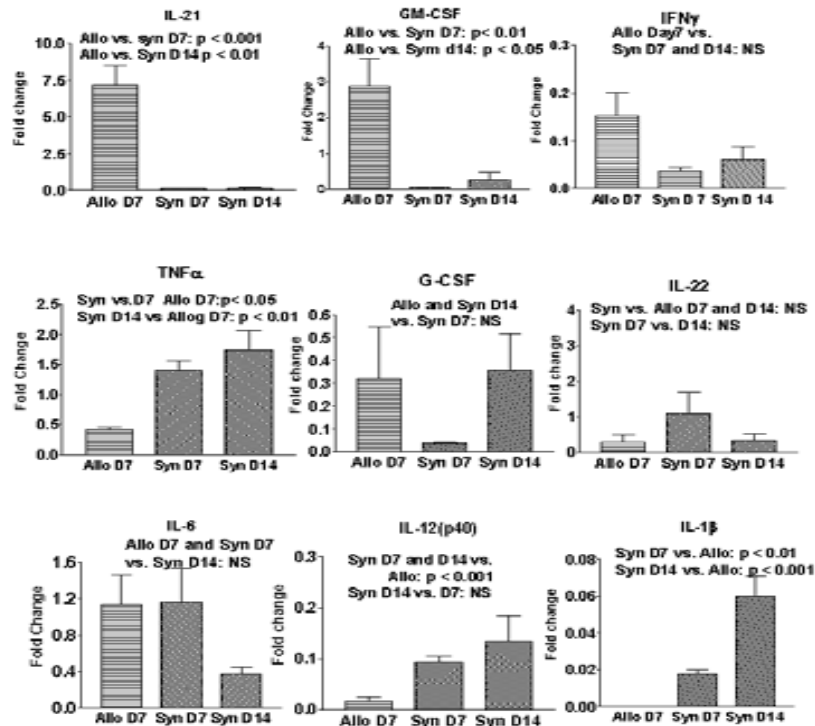 IL-21
Allo vs. syn D7: p < 0.001
Allo vs. Syn D14 p < 0.01
Fold change
10.0
7.5
5.0
2.5
0.0
Allo D7 Syn D7 Syn D14
GM-CSF
Allo vs. Syn D7: p< 0.01
Allo vs. Sym d14: p < 0.05
Fold Change
4
3
2
1
0
Allo D7 Syn D7 Syn D14
IFNγ
Allo Day7 vs.
Syn D7 and D14: NS
Fold Change
0.3
0.2
0.1
0.0
Allo D7 Syn D 7 Syn D 14
TNFα
Syn vs.D7 Allo D7:p< 0.05
Syn D14 vs Allog D7: p < 0.01
Fold Change
2.5
2.0
1.5
1.0
0.5
0.0
Allo D7 Syn D7 Syn D14
G-CSF
Allo and Syn D14
vs. Syn D7: NS
Fold Change
0.6
0.5
0.4
0.3
0.2
0.1
0.0
Allo D7 Syn D7 Syn D14
IL-22
Syn vs. Allo D7 and D14: NS
Syn D7 vs. D14: NS
Fold Change
4
3
2
1
0
Allo D7 Syn D7 Syn D14
IL-6
Allo D7 and Syn D7
vs. Syn D14: NS
Fold Change
1.6
1.2
0.8
0.4
0.0
Allo D7 Syn D7 Syn D14
IL-12(p40)
Syn D7 and D14 vs.
Allo: p < 0.001
Syn D14 vs. D7: NS
Fold Change
0.3
0.2
0.1
0.0
Allo D7 Syn D7 Syn D14
IL-1β
Syn D7 vs. Allo: p < 0.01
Syn D14 vs. Allo: p < 0.001
Fold Change
0.08
0.06
0.04
0.02
0.00
Allo D7 Syn D7 Syn D14